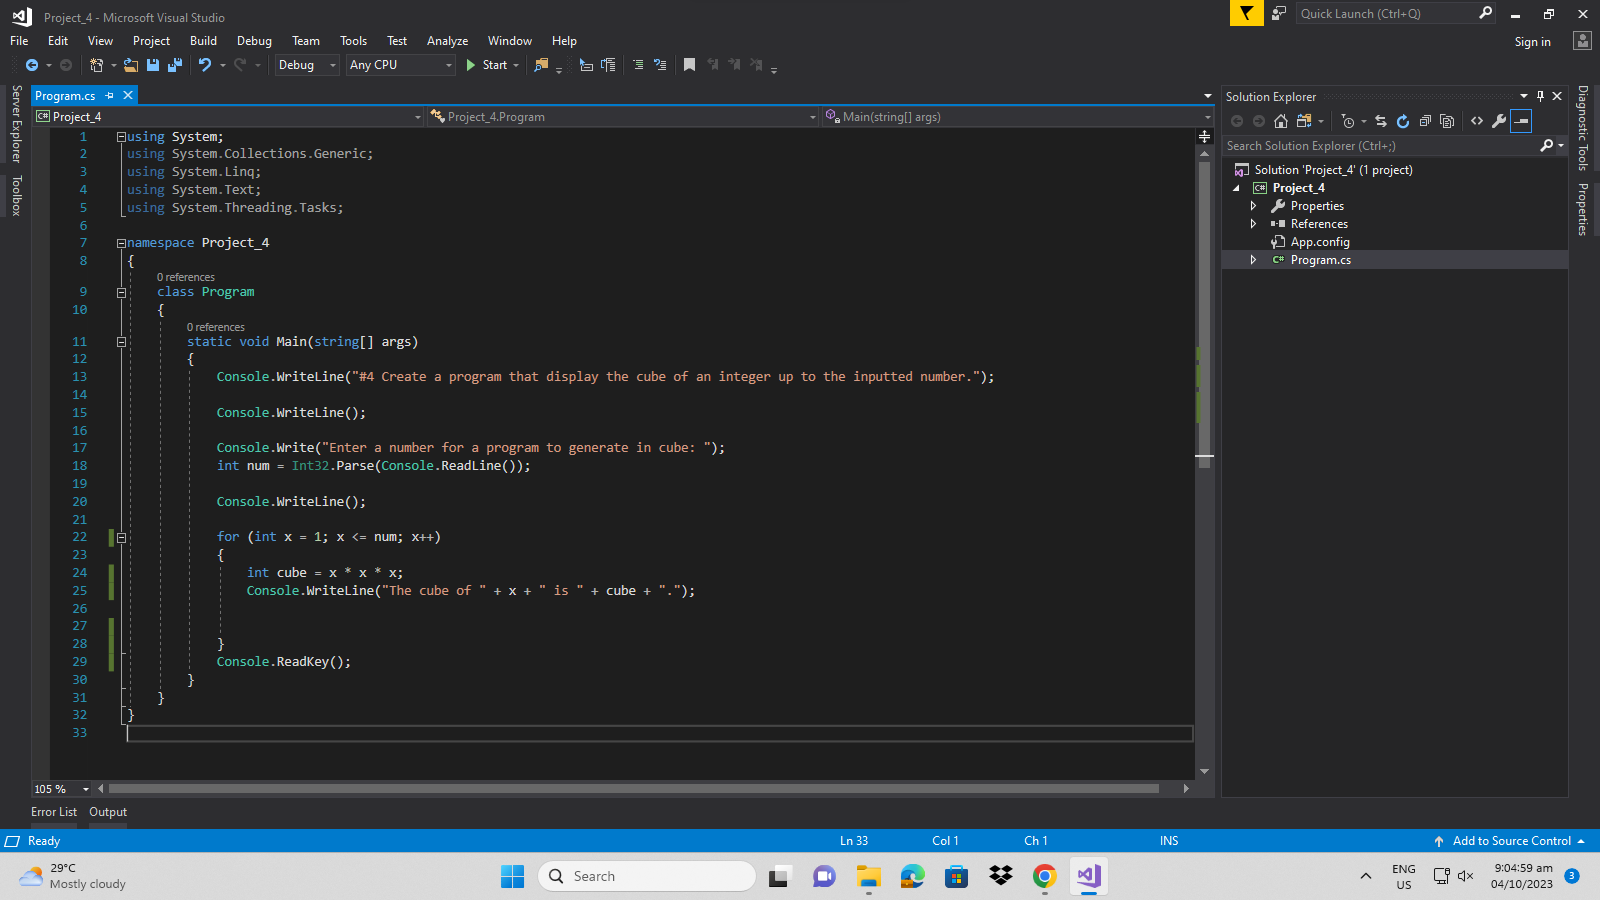 Project_4 - Microsoft Visual Studio
Quick Launch (Ctrl+Q)
File Edit View Project Build Debug Team Tools Test Analyze Window Help
Sign in
Debug Any CPU Start
Server Explorer
Toolbox
Program.cs
Project_4 Project_4.Program Main(string[] args)
1 using System;
2 using System.Collections.Generic;
3 using System.Linq;
4 using System.Text;
5 using System.Threading.Tasks;
6
7 namespace Project_4
8 {
0 references
9 class Program
10 {
0 references
11 static void Main(string[] args)
12 {
13 Console.WriteLine("#4 Create a program that display the cube of an integer up to the inputted number.");
14
15 Console.WriteLine();
16
17 Console.Write("Enter a number for a program to generate in cube: ");
18 int num = Int32.Parse(Console.ReadLine());
19
20 Console.WriteLine();
21
22 for (int x = 1; x <= num; x++)
23 {
24 int cube = x * x * x;
25 Console.WriteLine("The cube of " + x + " is " + cube + ".");
26
27
28 }
29 Console.ReadKey();
30 }
31 }
32 }
33
105 %
Solution Explorer
Search Solution Explorer (Ctrl+;)
Solution 'Project_4' (1 project)
Project_4
Properties
References
App.config
Program.cs
Diagnostic Tools
Properties
Error List Output
Ready Ln 33 Col 1 Ch 1 INS Add to Source Control
29°C
Mostly cloudy
Search
ENG
US
9:04:59 am
04/10/2023
3